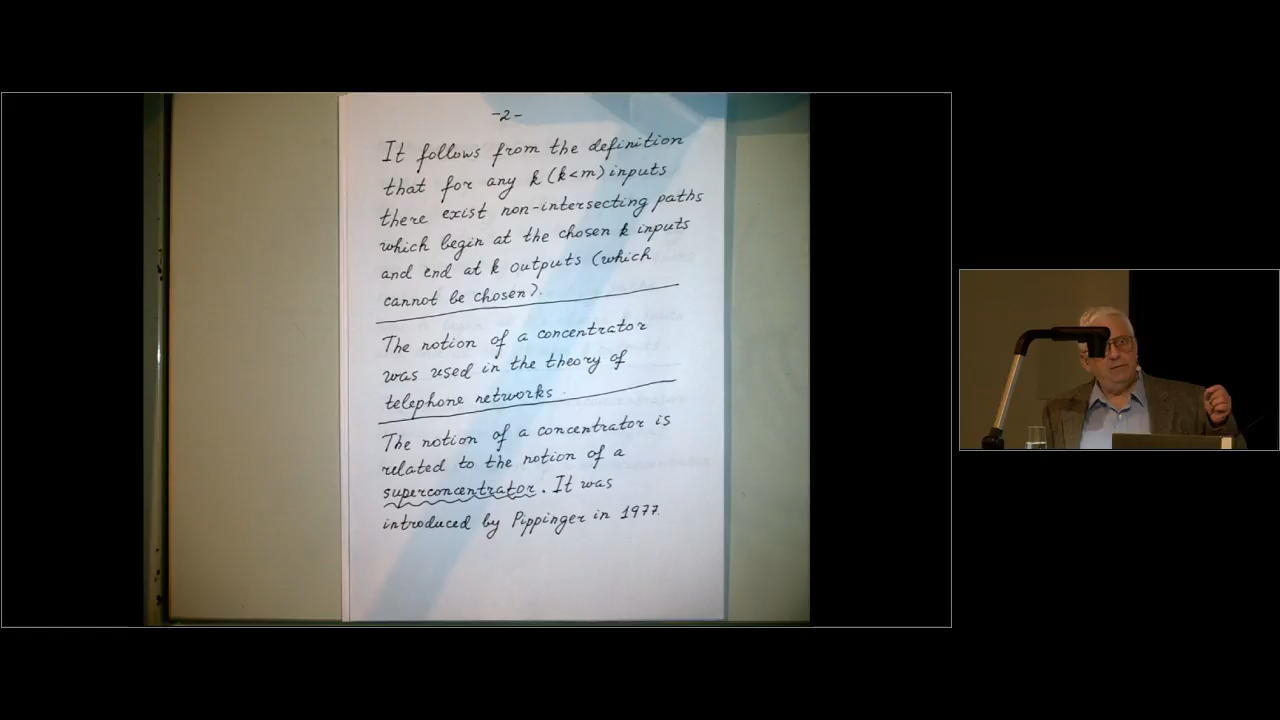 -2-
It follows from the definition
that for any k (k<m) inputs
there exist non-intersecting paths
which begin at the chosen k inputs
and end at k outputs (which
cannot be chosen).
The notion of a concentrator
was used in the theory of
telephone networks.
The notion of a concentrator is
related to the notion of a
superconcentrator. It was
introduced by Pippinger in 1977.